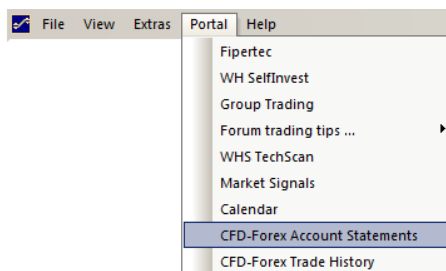 File View Extras Portal Help
Fipertec
WH SelfInvest
Group Trading
Forum trading tips ...
WHS TechScan
Market Signals
Calendar
CFD-Forex Account Statements
CFD-Forex Trade History